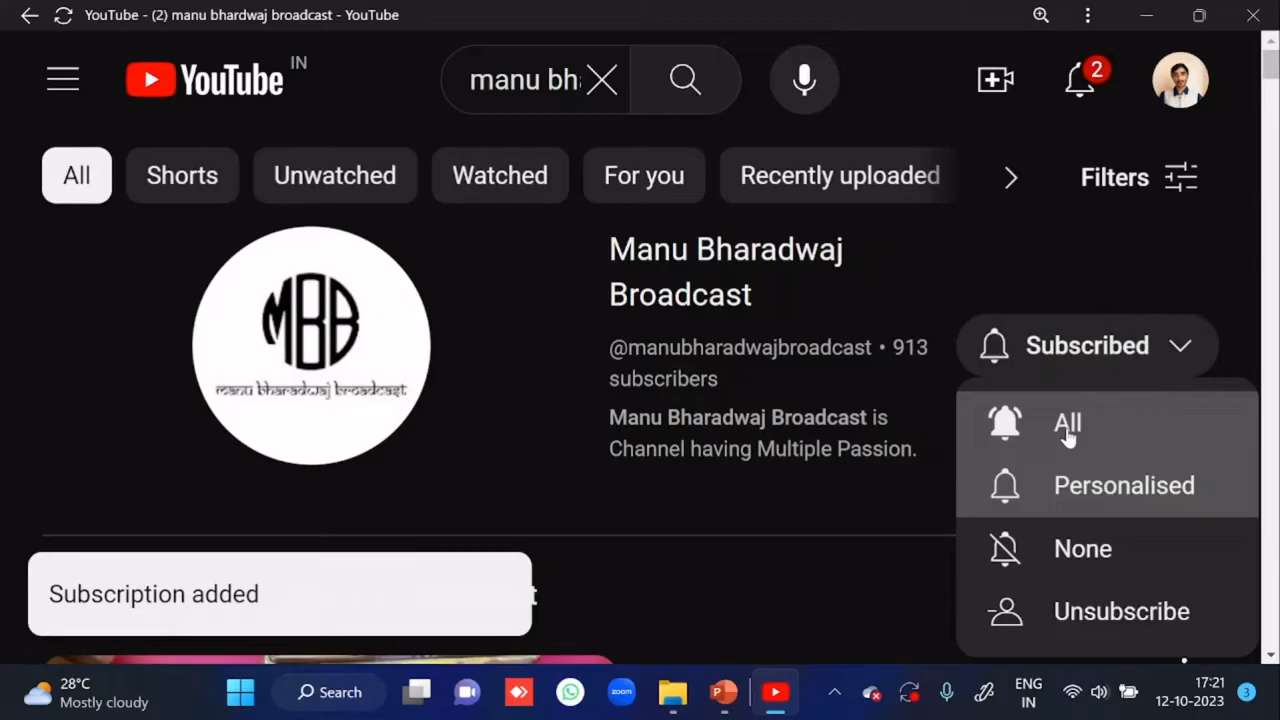 YouTube - (2) manu bhardwaj broadcast - YouTube
YouTube IN
manu bh
2
All
Shorts
Unwatched
Watched
For you
Recently uploaded
Filters
MBB
manu bharadwaj broadcast
Manu Bharadwaj
Broadcast
@manubharadwajbroadcast • 913
subscribers
Manu Bharadwaj Broadcast is
Channel having Multiple Passion.
Subscribed
All
Personalised
None
Unsubscribe
Subscription added
28°C
Mostly cloudy
Search
zoom
ENG
IN
17:21
12-10-2023
3